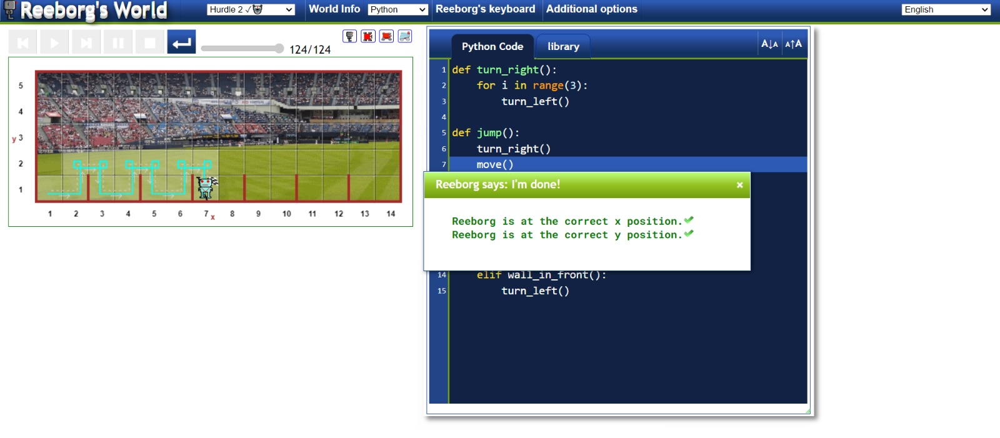 Reeborg's World
Hurdle 2 ✓
World Info
Python
Reeborg's keyboard
Additional options
English
124/124
Python Code
library
A↓A
A↑A
1 def turn_right():
2 for i in range(3):
3 turn_left()
4
5 def jump():
6 turn_right()
7 move()
Reeborg says: I'm done!
×
Reeborg is at the correct x position.
Reeborg is at the correct y position.
14 elif wall_in_front():
15 turn_left()
5
4
y 3
2
1
1 2 3 4 5 6 7 x 8 9 10 11 12 13 14